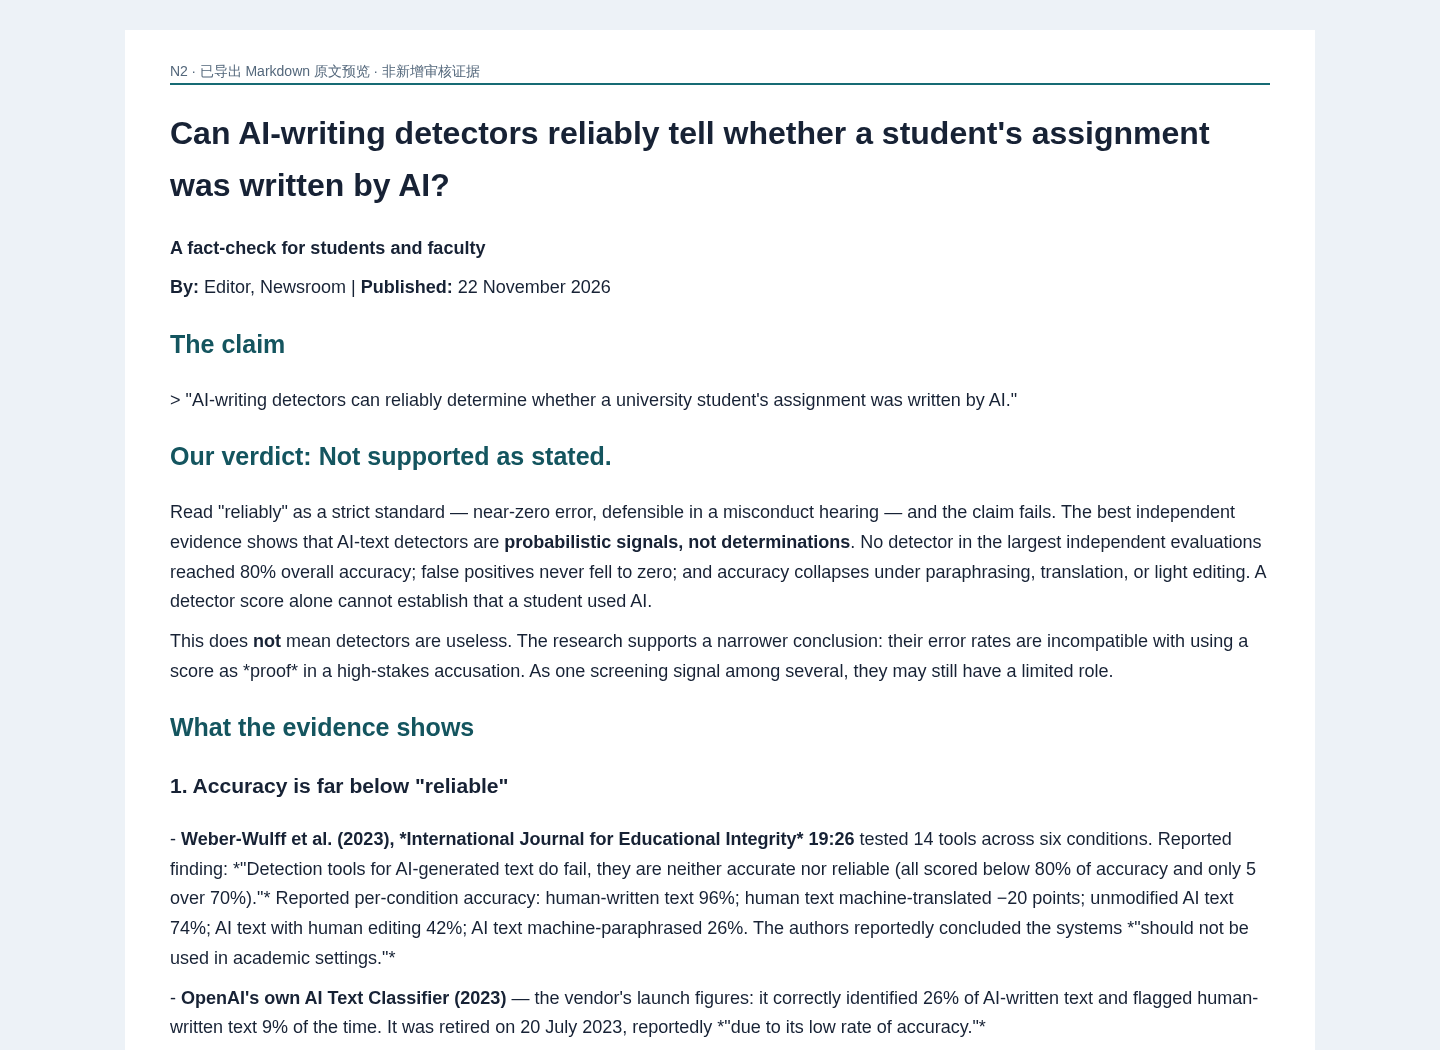 N2 · 已导出 Markdown 原文预览 · 非新增审核证据
Can AI-writing detectors reliably tell whether a student's assignment
was written by AI?
A fact-check for students and faculty
By: Editor, Newsroom | Published: 22 November 2026
The claim
> "AI-writing detectors can reliably determine whether a university student's assignment was written by AI."
Our verdict: Not supported as stated.
Read "reliably" as a strict standard — near-zero error, defensible in a misconduct hearing — and the claim fails. The best independent
evidence shows that AI-text detectors are probabilistic signals, not determinations. No detector in the largest independent evaluations
reached 80% overall accuracy; false positives never fell to zero; and accuracy collapses under paraphrasing, translation, or light editing. A
detector score alone cannot establish that a student used AI.
This does not mean detectors are useless. The research supports a narrower conclusion: their error rates are incompatible with using a
score as *proof* in a high-stakes accusation. As one screening signal among several, they may still have a limited role.
What the evidence shows
1. Accuracy is far below "reliable"
- Weber-Wulff et al. (2023), *International Journal for Educational Integrity* 19:26 tested 14 tools across six conditions. Reported
finding: *"Detection tools for AI-generated text do fail, they are neither accurate nor reliable (all scored below 80% of accuracy and only 5
over 70%)."* Reported per-condition accuracy: human-written text 96%; human text machine-translated −20 points; unmodified AI text
74%; AI text with human editing 42%; AI text machine-paraphrased 26%. The authors reportedly concluded the systems *"should not be
used in academic settings."*
- OpenAI's own AI Text Classifier (2023) — the vendor's launch figures: it correctly identified 26% of AI-written text and flagged human-
written text 9% of the time. It was retired on 20 July 2023, reportedly *"due to its low rate of accuracy."*